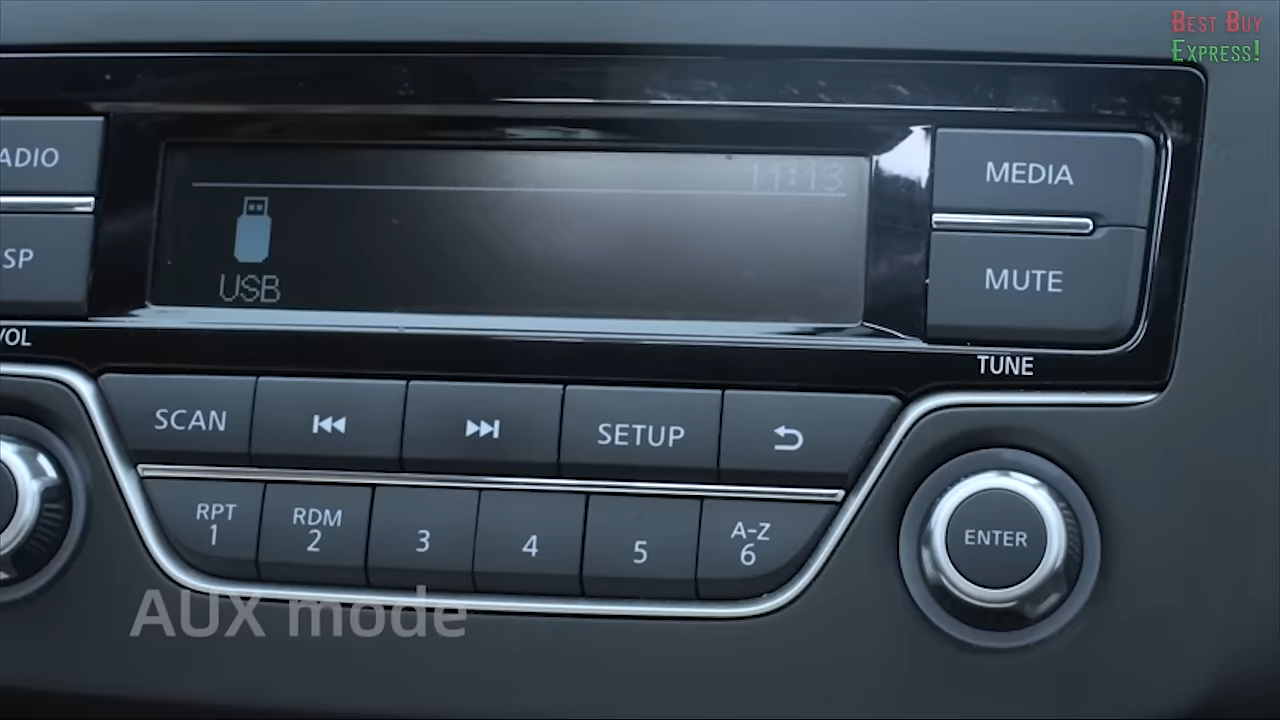 BEST BUY
EXPRESS!
ADIO
MEDIA
11:13
SP
MUTE
USB
VOL
TUNE
SCAN
SETUP
RPT
1
RDM
2
3
4
5
A-Z
6
ENTER
AUX mode